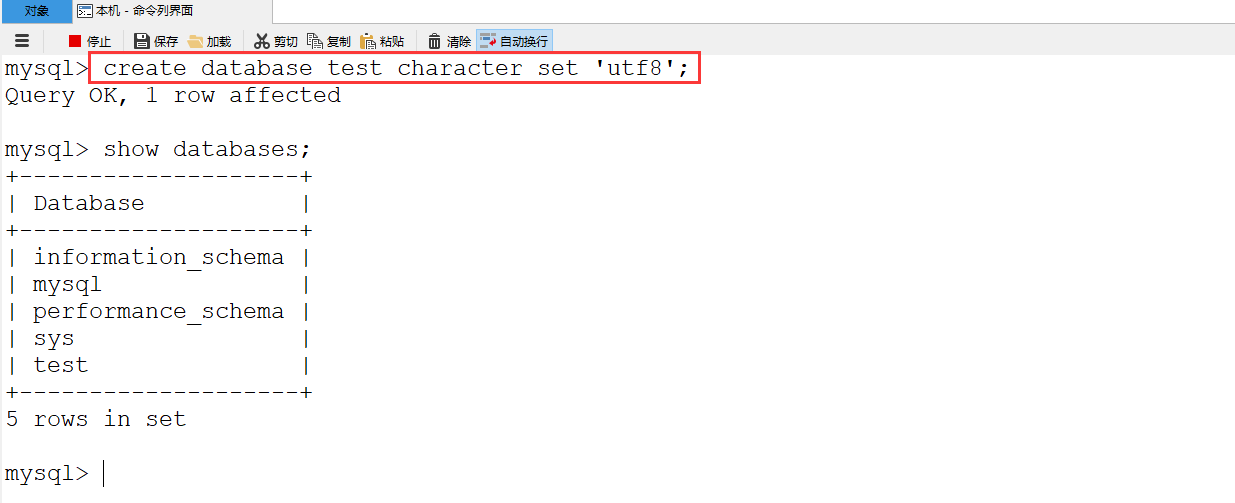 对象 本机 - 命令列界面
停止 保存 加载 剪切 复制 粘贴 清除 自动换行
mysql> create database test character set 'utf8';
Query OK, 1 row affected
mysql> show databases;
+--------------------+
| Database           |
+--------------------+
| information_schema |
| mysql              |
| performance_schema |
| sys                |
| test               |
+--------------------+
5 rows in set
mysql>